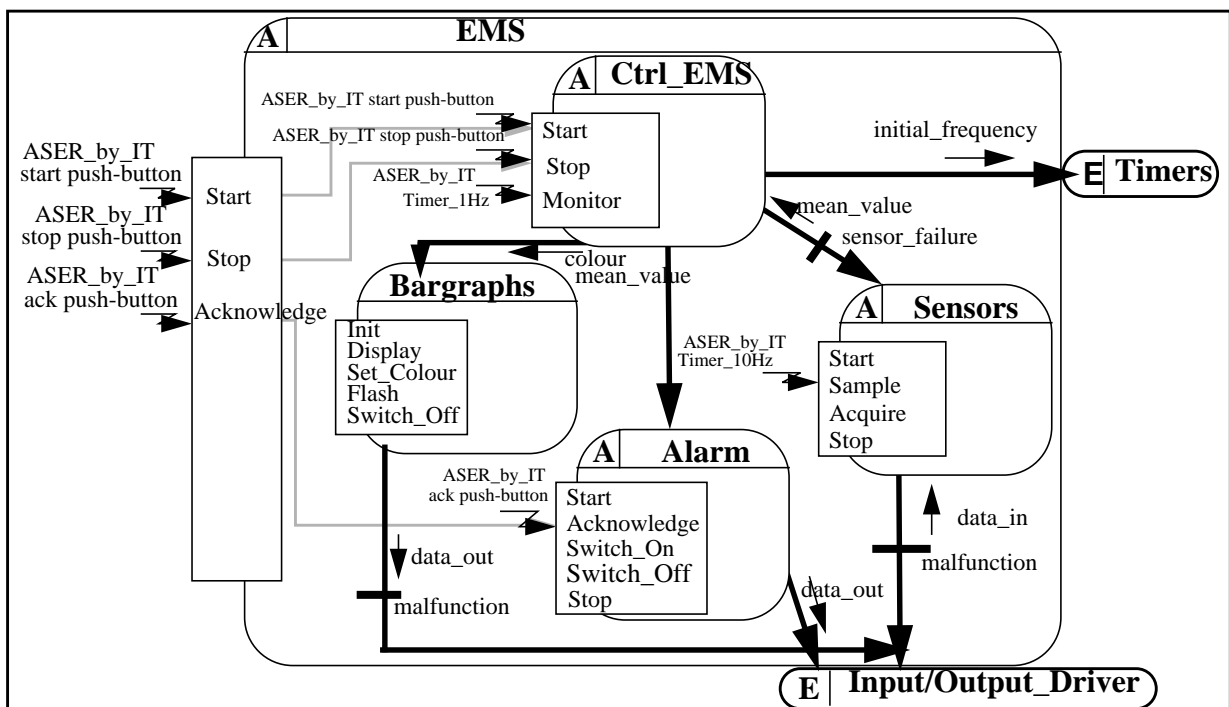 A EMS
A Ctrl_EMS
ASER_by_IT start push-button
Start
ASER_by_IT stop push-button
Stop
ASER_by_IT
Timer_1Hz
Monitor
initial_frequency
E Timers
ASER_by_IT
start push-button
Start
ASER_by_IT
stop push-button
Stop
ASER_by_IT
ack push-button
Acknowledge
mean_value
sensor_failure
colour
mean_value
Bargraphs
Init
Display
Set_Colour
Flash
Switch_Off
A Sensors
ASER_by_IT
Timer_10Hz
Start
Sample
Acquire
Stop
A Alarm
ASER_by_IT
ack push-button
Start
Acknowledge
Switch_On
Switch_Off
Stop
data_out
malfunction
data_out
data_in
malfunction
E Input/Output_Driver